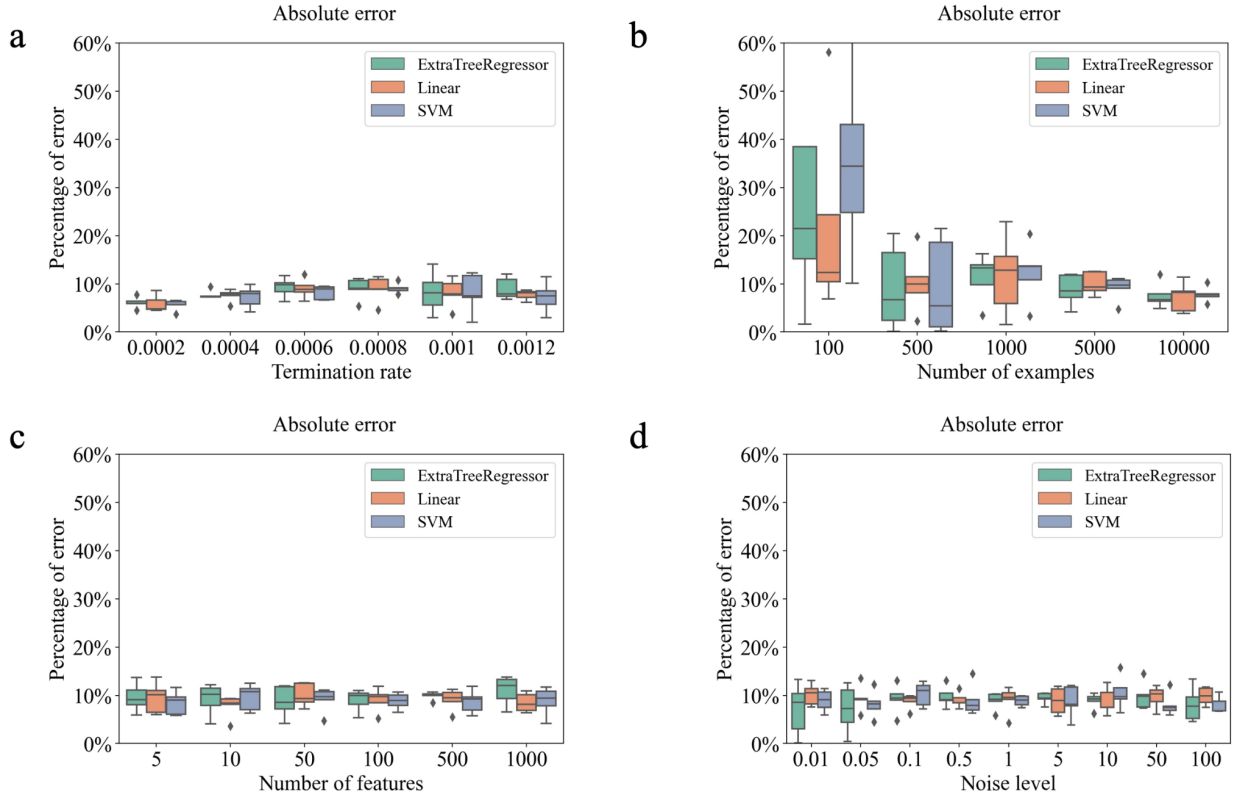 a
Absolute error
60%
50%
40%
30%
20%
10%
0%
Percentage of error
ExtraTreeRegressor
Linear
SVM
0.0002 0.0004 0.0006 0.0008 0.001 0.0012
Termination rate
b
Absolute error
60%
50%
40%
30%
20%
10%
0%
Percentage of error
ExtraTreeRegressor
Linear
SVM
100 500 1000 5000 10000
Number of examples
c
Absolute error
60%
50%
40%
30%
20%
10%
0%
Percentage of error
ExtraTreeRegressor
Linear
SVM
5 10 50 100 500 1000
Number of features
d
Absolute error
60%
50%
40%
30%
20%
10%
0%
Percentage of error
ExtraTreeRegressor
Linear
SVM
0.01 0.05 0.1 0.5 1 5 10 50 100
Noise level